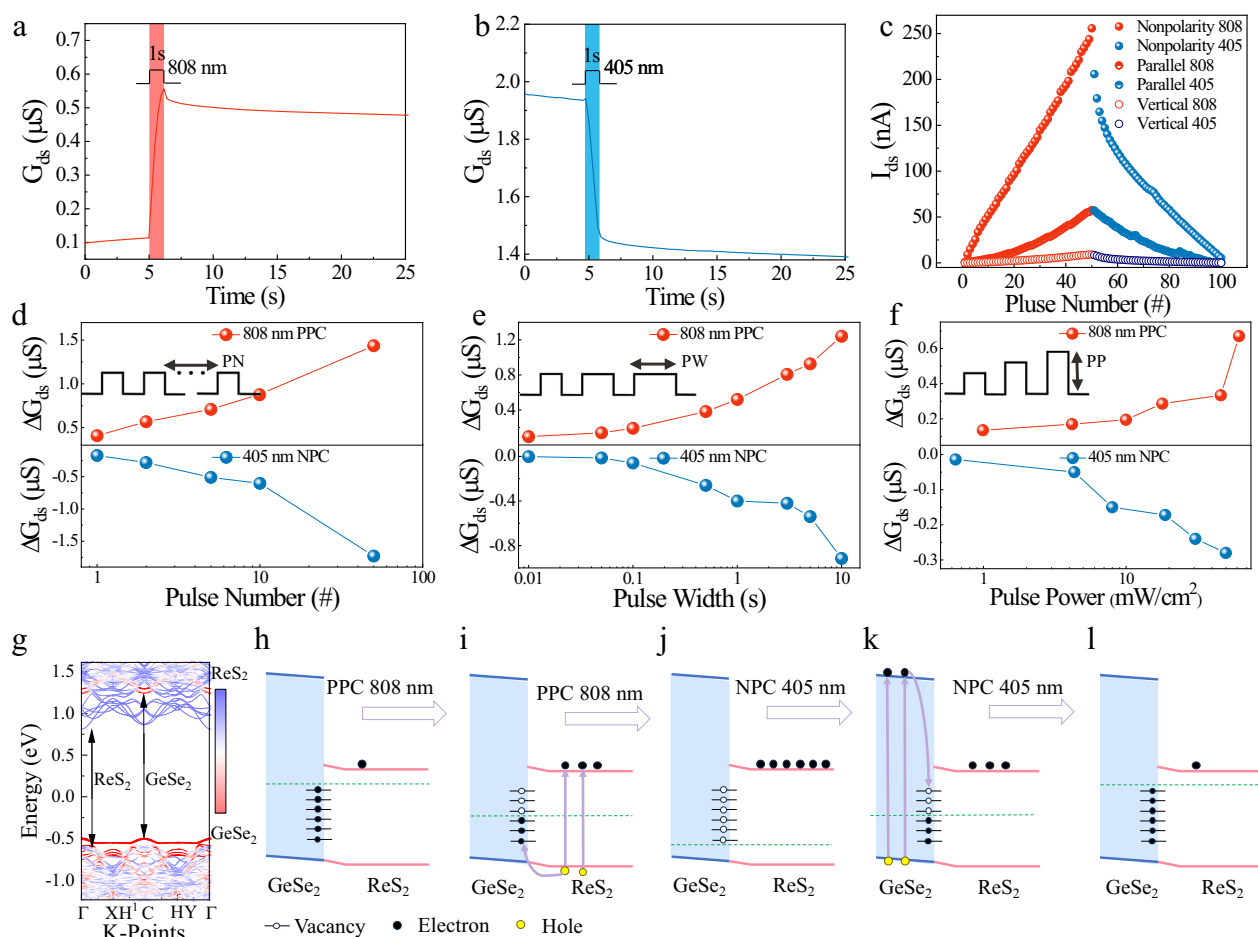 a
0.7
0.6
0.5
0.4
0.3
0.2
0.1
G_ds (μS)
1s
808 nm
0 5 10 15 20 25
Time (s)
b
2.2
2.0
1.8
1.6
1.4
G_ds (μS)
1s
405 nm
0 5 10 15 20 25
Time (s)
c
250
200
150
100
50
0
I_ds (nA)
Nonpolarity 808
Nonpolarity 405
Parallel 808
Parallel 405
Vertical 808
Vertical 405
0 20 40 60 80 100
Pluse Number (#)
d
1.5
1.0
0.5
ΔG_ds (μS)
808 nm PPC
PN
-0.5
-1.0
-1.5
ΔG_ds (μS)
405 nm NPC
1 10 100
Pulse Number (#)
e
1.2
0.8
0.4
ΔG_ds (μS)
808 nm PPC
PW
0.0
-0.4
-0.8
ΔG_ds (μS)
405 nm NPC
0.01 0.1 1 10
Pulse Width (s)
f
0.6
0.4
0.2
ΔG_ds (μS)
808 nm PPC
PP
0.0
-0.1
-0.2
-0.3
ΔG_ds (μS)
405 nm NPC
1 10
Pulse Power (mW/cm²)
g
1.5
1.0
0.5
0.0
-0.5
-1.0
Energy (eV)
ReS₂
GeSe₂
ReS₂
GeSe₂
Γ XH¹ C HY Γ
K-Points
h
PPC 808 nm
GeSe₂ ReS₂
i
PPC 808 nm
GeSe₂ ReS₂
j
NPC 405 nm
GeSe₂ ReS₂
k
NPC 405 nm
GeSe₂ ReS₂
l
GeSe₂ ReS₂
Vacancy Electron Hole